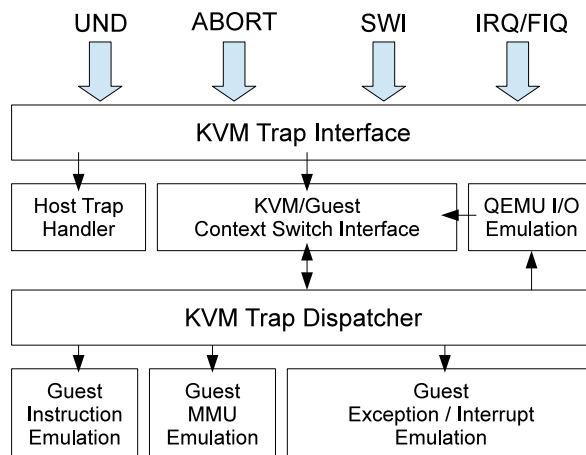 UND
ABORT
SWI
IRQ/FIQ
KVM Trap Interface
Host Trap
Handler
KVM/Guest
Context Switch Interface
QEMU I/O
Emulation
KVM Trap Dispatcher
Guest
Instruction
Emulation
Guest
MMU
Emulation
Guest
Exception / Interrupt
Emulation